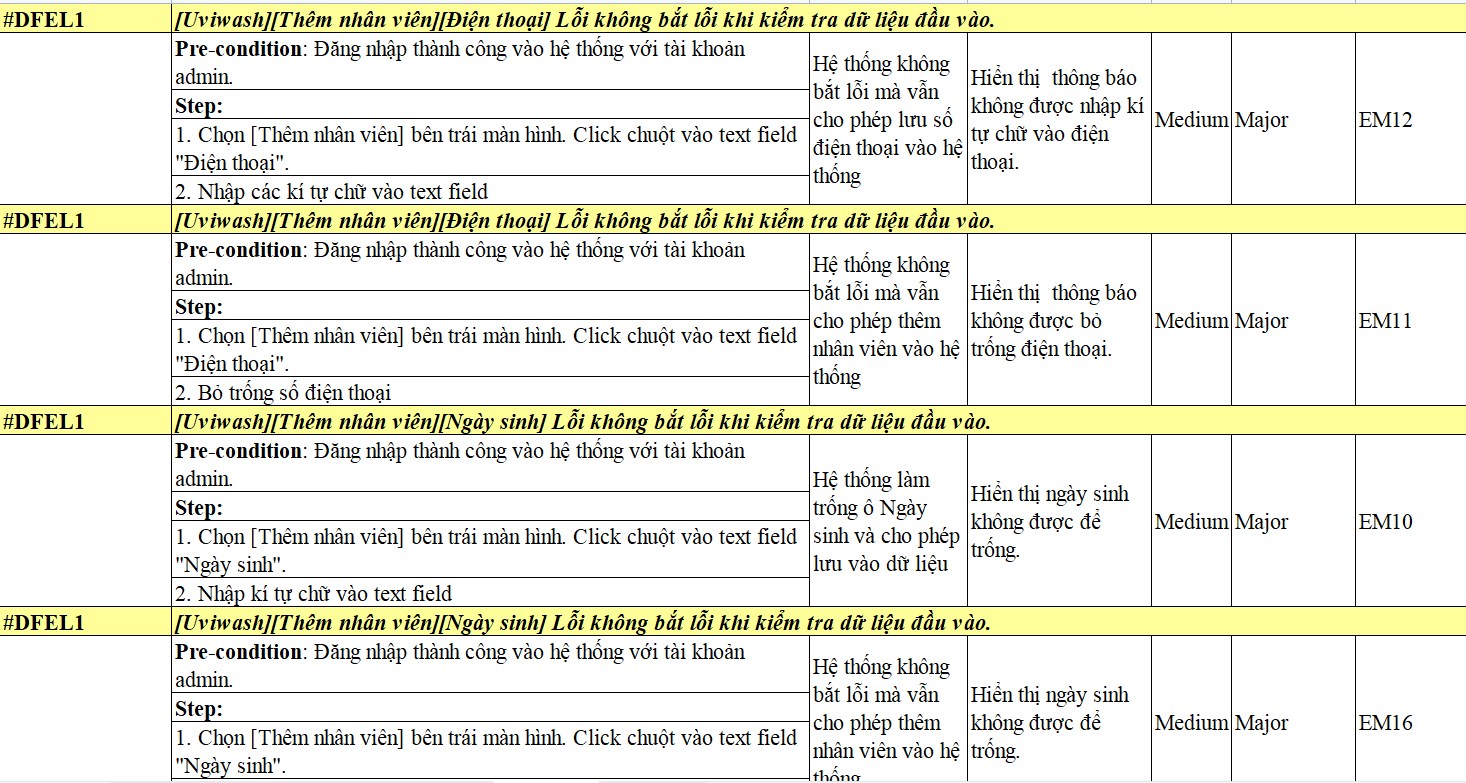 #DFEL1 [Uviwash][Thêm nhân viên][Điện thoại] Lỗi không bắt lỗi khi kiểm tra dữ liệu đầu vào.
Pre-condition: Đăng nhập thành công vào hệ thống với tài khoản
admin.
Step:
1. Chọn [Thêm nhân viên] bên trái màn hình. Click chuột vào text field
"Điện thoại".
2. Nhập các kí tự chữ vào text field
Hệ thống không
bắt lỗi mà vẫn
cho phép lưu số
điện thoại vào hệ
thống
Hiển thị  thông báo
không được nhập kí
tự chữ vào điện
thoại.
Medium
Major
EM12
#DFEL1 [Uviwash][Thêm nhân viên][Điện thoại] Lỗi không bắt lỗi khi kiểm tra dữ liệu đầu vào.
Pre-condition: Đăng nhập thành công vào hệ thống với tài khoản
admin.
Step:
1. Chọn [Thêm nhân viên] bên trái màn hình. Click chuột vào text field
"Điện thoại".
2. Bỏ trống số điện thoại
Hệ thống không
bắt lỗi mà vẫn
cho phép thêm
nhân viên vào hệ
thống
Hiển thị  thông báo
không được bỏ
trống điện thoại.
Medium
Major
EM11
#DFEL1 [Uviwash][Thêm nhân viên][Ngày sinh] Lỗi không bắt lỗi khi kiểm tra dữ liệu đầu vào.
Pre-condition: Đăng nhập thành công vào hệ thống với tài khoản
admin.
Step:
1. Chọn [Thêm nhân viên] bên trái màn hình. Click chuột vào text field
"Ngày sinh".
2. Nhập kí tự chữ vào text field
Hệ thống làm
trống ô Ngày
sinh và cho phép
lưu vào dữ liệu
Hiển thị ngày sinh
không được để
trống.
Medium
Major
EM10
#DFEL1 [Uviwash][Thêm nhân viên][Ngày sinh] Lỗi không bắt lỗi khi kiểm tra dữ liệu đầu vào.
Pre-condition: Đăng nhập thành công vào hệ thống với tài khoản
admin.
Step:
1. Chọn [Thêm nhân viên] bên trái màn hình. Click chuột vào text field
"Ngày sinh".
Hệ thống không
bắt lỗi mà vẫn
cho phép thêm
nhân viên vào hệ
thống
Hiển thị ngày sinh
không được để
trống.
Medium
Major
EM16